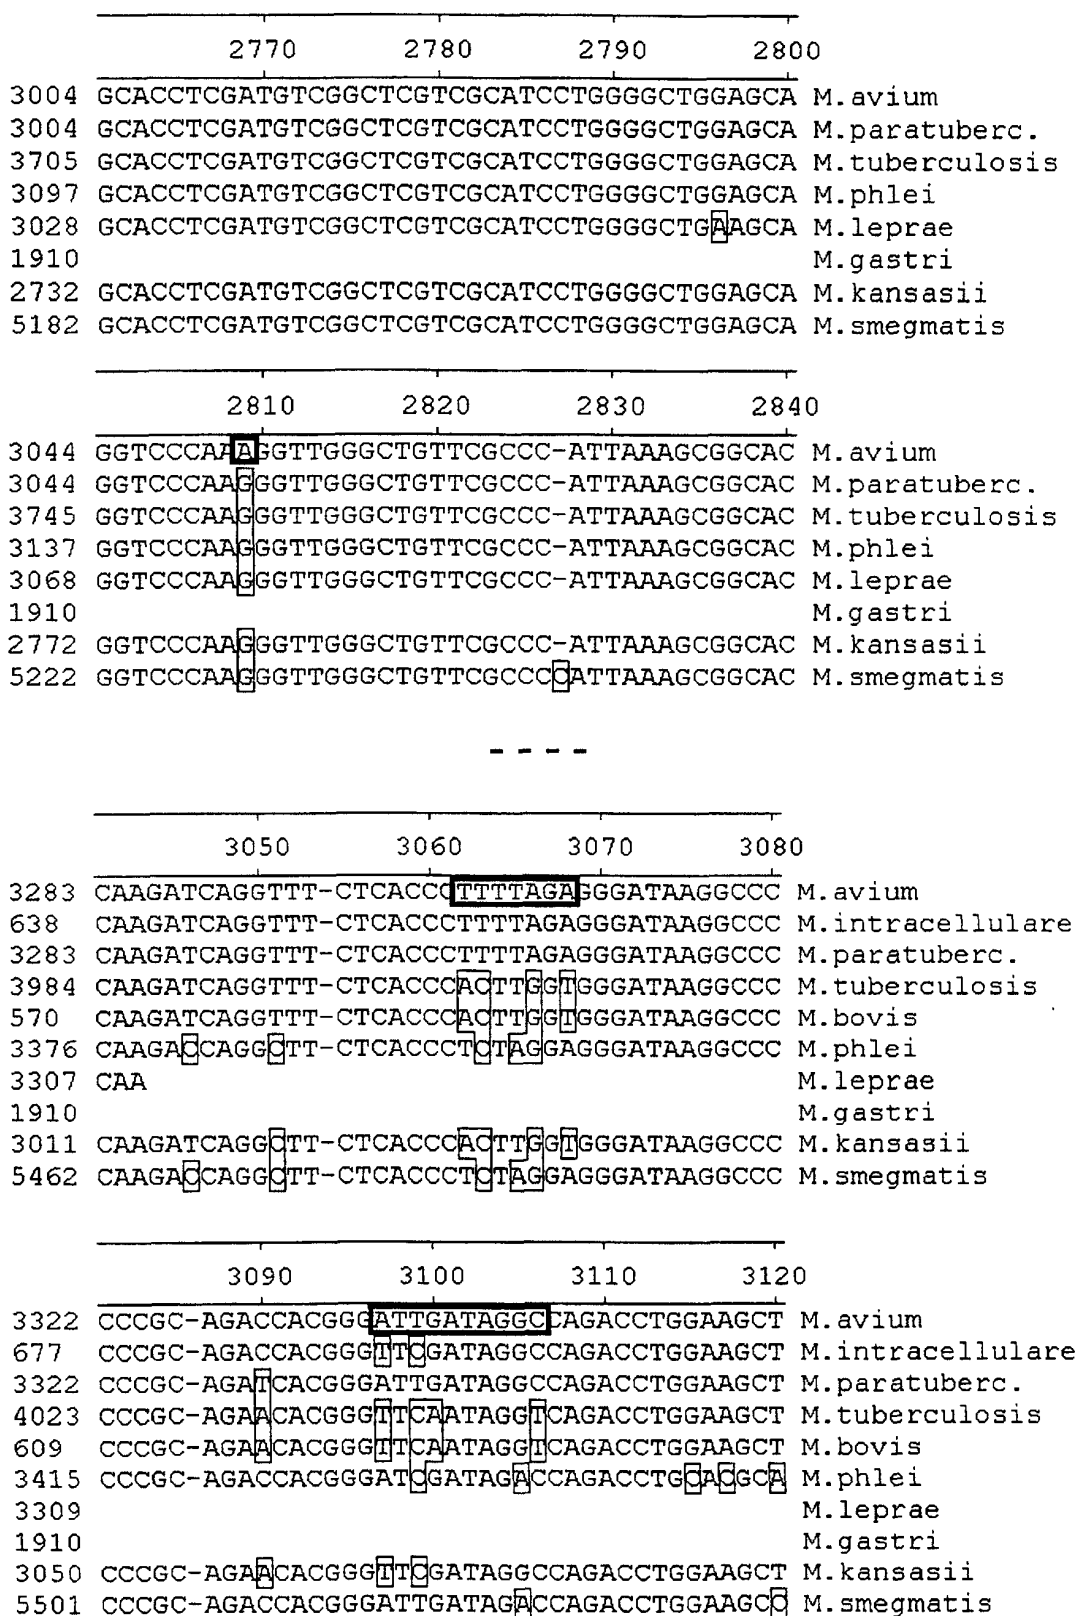 2770 2780 2790 2800
3004 GCACCTCGATGTCGGCTCGTCGCATCCTGGGGCTGGAGCA M.avium
3004 GCACCTCGATGTCGGCTCGTCGCATCCTGGGGCTGGAGCA M.paratuberc.
3705 GCACCTCGATGTCGGCTCGTCGCATCCTGGGGCTGGAGCA M.tuberculosis
3097 GCACCTCGATGTCGGCTCGTCGCATCCTGGGGCTGGAGCA M.phlei
3028 GCACCTCGATGTCGGCTCGTCGCATCCTGGGGCTGAAGCA M.leprae
1910 M.gastri
2732 GCACCTCGATGTCGGCTCGTCGCATCCTGGGGCTGGAGCA M.kansasii
5182 GCACCTCGATGTCGGCTCGTCGCATCCTGGGGCTGGAGCA M.smegmatis
2810 2820 2830 2840
3044 GGTCCCAAAGGTTGGGCTGTTCGCCC-ATTAAAGCGGCAC M.avium
3044 GGTCCCAAGGGTTGGGCTGTTCGCCC-ATTAAAGCGGCAC M.paratuberc.
3745 GGTCCCAAGGGTTGGGCTGTTCGCCC-ATTAAAGCGGCAC M.tuberculosis
3137 GGTCCCAAGGGTTGGGCTGTTCGCCC-ATTAAAGCGGCAC M.phlei
3068 GGTCCCAAGGGTTGGGCTGTTCGCCC-ATTAAAGCGGCAC M.leprae
1910 M.gastri
2772 GGTCCCAAGGGTTGGGCTGTTCGCCC-ATTAAAGCGGCAC M.kansasii
5222 GGTCCCAAGGGTTGGGCTGTTCGCCCCATTAAAGCGGCAC M.smegmatis
- - - -
3050 3060 3070 3080
3283 CAAGATCAGGTTT-CTCACCCTTTTAGAGGGATAAGGCCC M.avium
638 CAAGATCAGGTTT-CTCACCCTTTTAGAGGGATAAGGCCC M.intracellulare
3283 CAAGATCAGGTTT-CTCACCCTTTTAGAGGGATAAGGCCC M.paratuberc.
3984 CAAGATCAGGTTT-CTCACCCACTTGGTGGGATAAGGCCC M.tuberculosis
570 CAAGATCAGGTTT-CTCACCCACTTGGTGGGATAAGGCCC M.bovis
3376 CAAGACCAGGCTT-CTCACCCTCTAGGAGGGATAAGGCCC M.phlei
3307 CAA M.leprae
1910 M.gastri
3011 CAAGATCAGGCTT-CTCACCCACTTGGTGGGATAAGGCCC M.kansasii
5462 CAAGACCAGGCTT-CTCACCCTCTAGGAGGGATAAGGCCC M.smegmatis
3090 3100 3110 3120
3322 CCCGC-AGACCACGGGATTGATAGGCCAGACCTGGAAGCT M.avium
677 CCCGC-AGACCACGGGTTCGATAGGCCAGACCTGGAAGCT M.intracellulare
3322 CCCGC-AGATCACGGGATTGATAGGCCAGACCTGGAAGCT M.paratuberc.
4023 CCCGC-AGAACACGGGTTCAATAGGTCAGACCTGGAAGCT M.tuberculosis
609 CCCGC-AGAACACGGGTTCAATAGGTCAGACCTGGAAGCT M.bovis
3415 CCCGC-AGACCACGGGATCGATAGACCAGACCTGCACGCA M.phlei
3309 M.leprae
1910 M.gastri
3050 CCCGC-AGAACACGGGTTCGATAGGCCAGACCTGGAAGCT M.kansasii
5501 CCCGC-AGACCACGGGATTGATAGACCAGACCTGGAAGCC M.smegmatis